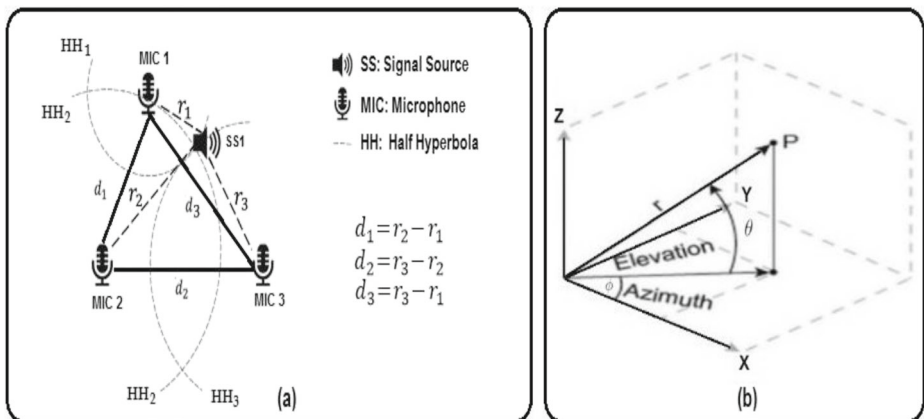 HH₁
MIC 1
HH₂
r₁
SS1
d₁
r₂
d₃
r₃
MIC 2
d₂
MIC 3
HH₂
HH₃
(a)
SS: Signal Source
MIC: Microphone
HH: Half Hyperbola
d₁=r₂−r₁
d₂=r₃−r₂
d₃=r₃−r₁
Z
P
r
Y
θ
Elevation
ϕ
Azimuth
X
(b)